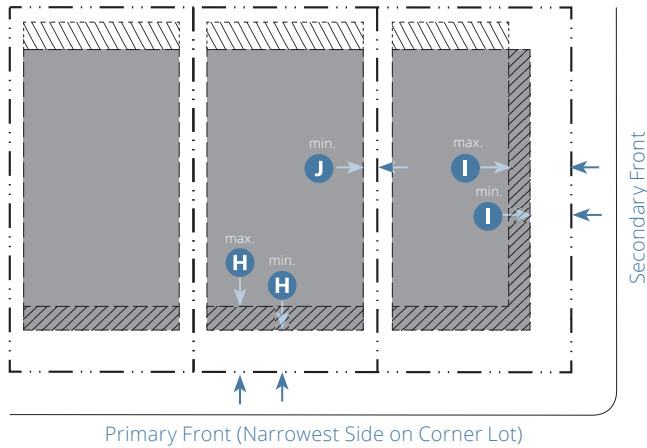 min.
J
max.
I
min.
I
max.
H
min.
H
Secondary Front
Primary Front (Narrowest Side on Corner Lot)